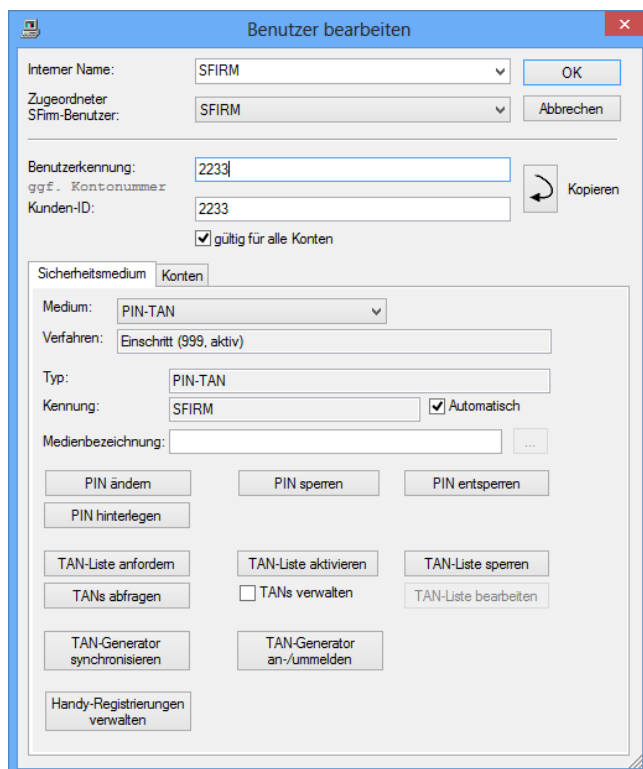 Benutzer bearbeiten
Interner Name:
SFIRM
OK
Zugeordneter
SFirm-Benutzer:
SFIRM
Abbrechen
Benutzerkennung:
2233
ggf. Kontonummer
Kopieren
Kunden-ID:
2233
gültig für alle Konten
Sicherheitsmedium
Konten
Medium:
PIN-TAN
Verfahren:
Einschritt (999, aktiv)
Typ:
PIN-TAN
Kennung:
SFIRM
Automatisch
Medienbezeichnung:
...
PIN ändern
PIN sperren
PIN entsperren
PIN hinterlegen
TAN-Liste anfordern
TAN-Liste aktivieren
TAN-Liste sperren
TANs abfragen
TANs verwalten
TAN-Liste bearbeiten
TAN-Generator
synchronisieren
TAN-Generator
an-/ummelden
Handy-Registrierungen
verwalten